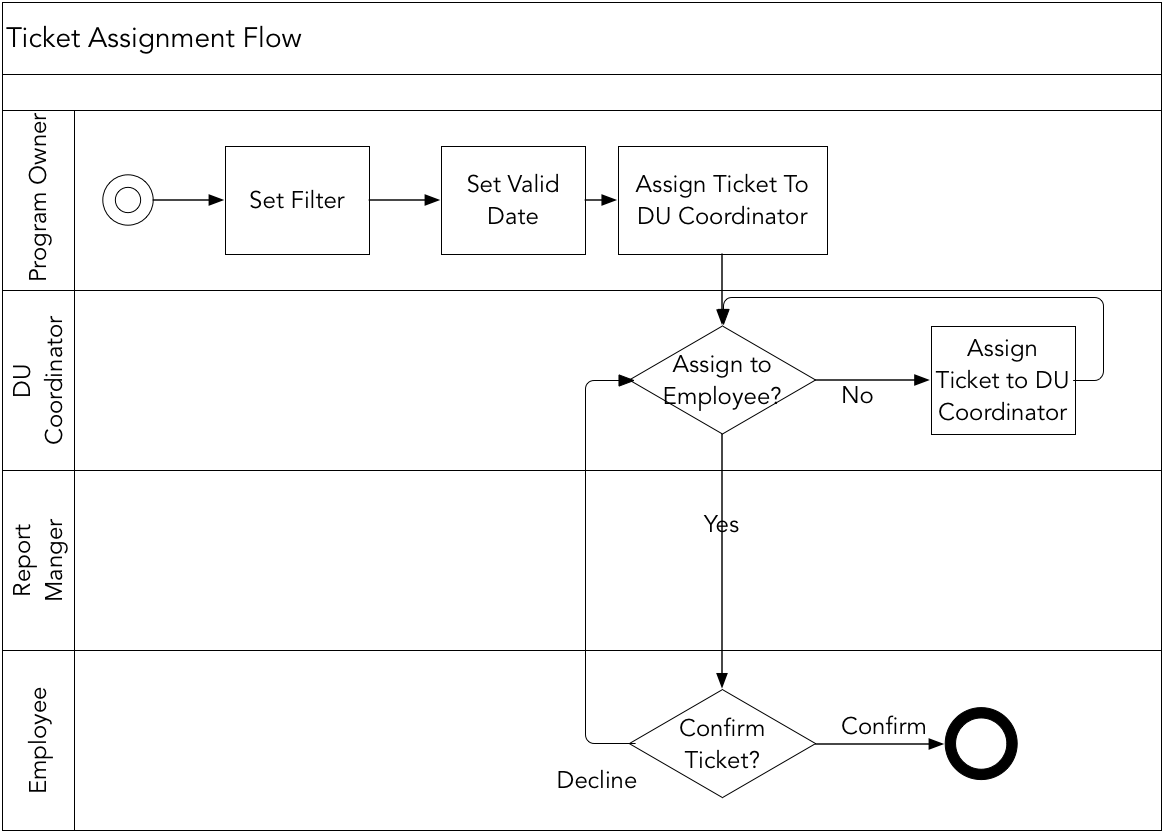 Ticket Assignment Flow
Program Owner
Set Filter
Set Valid
Date
Assign Ticket To
DU Coordinator
DU
Coordinator
Assign to
Employee?
No
Assign
Ticket to DU
Coordinator
Report
Manger
Yes
Employee
Confirm
Ticket?
Confirm
Decline